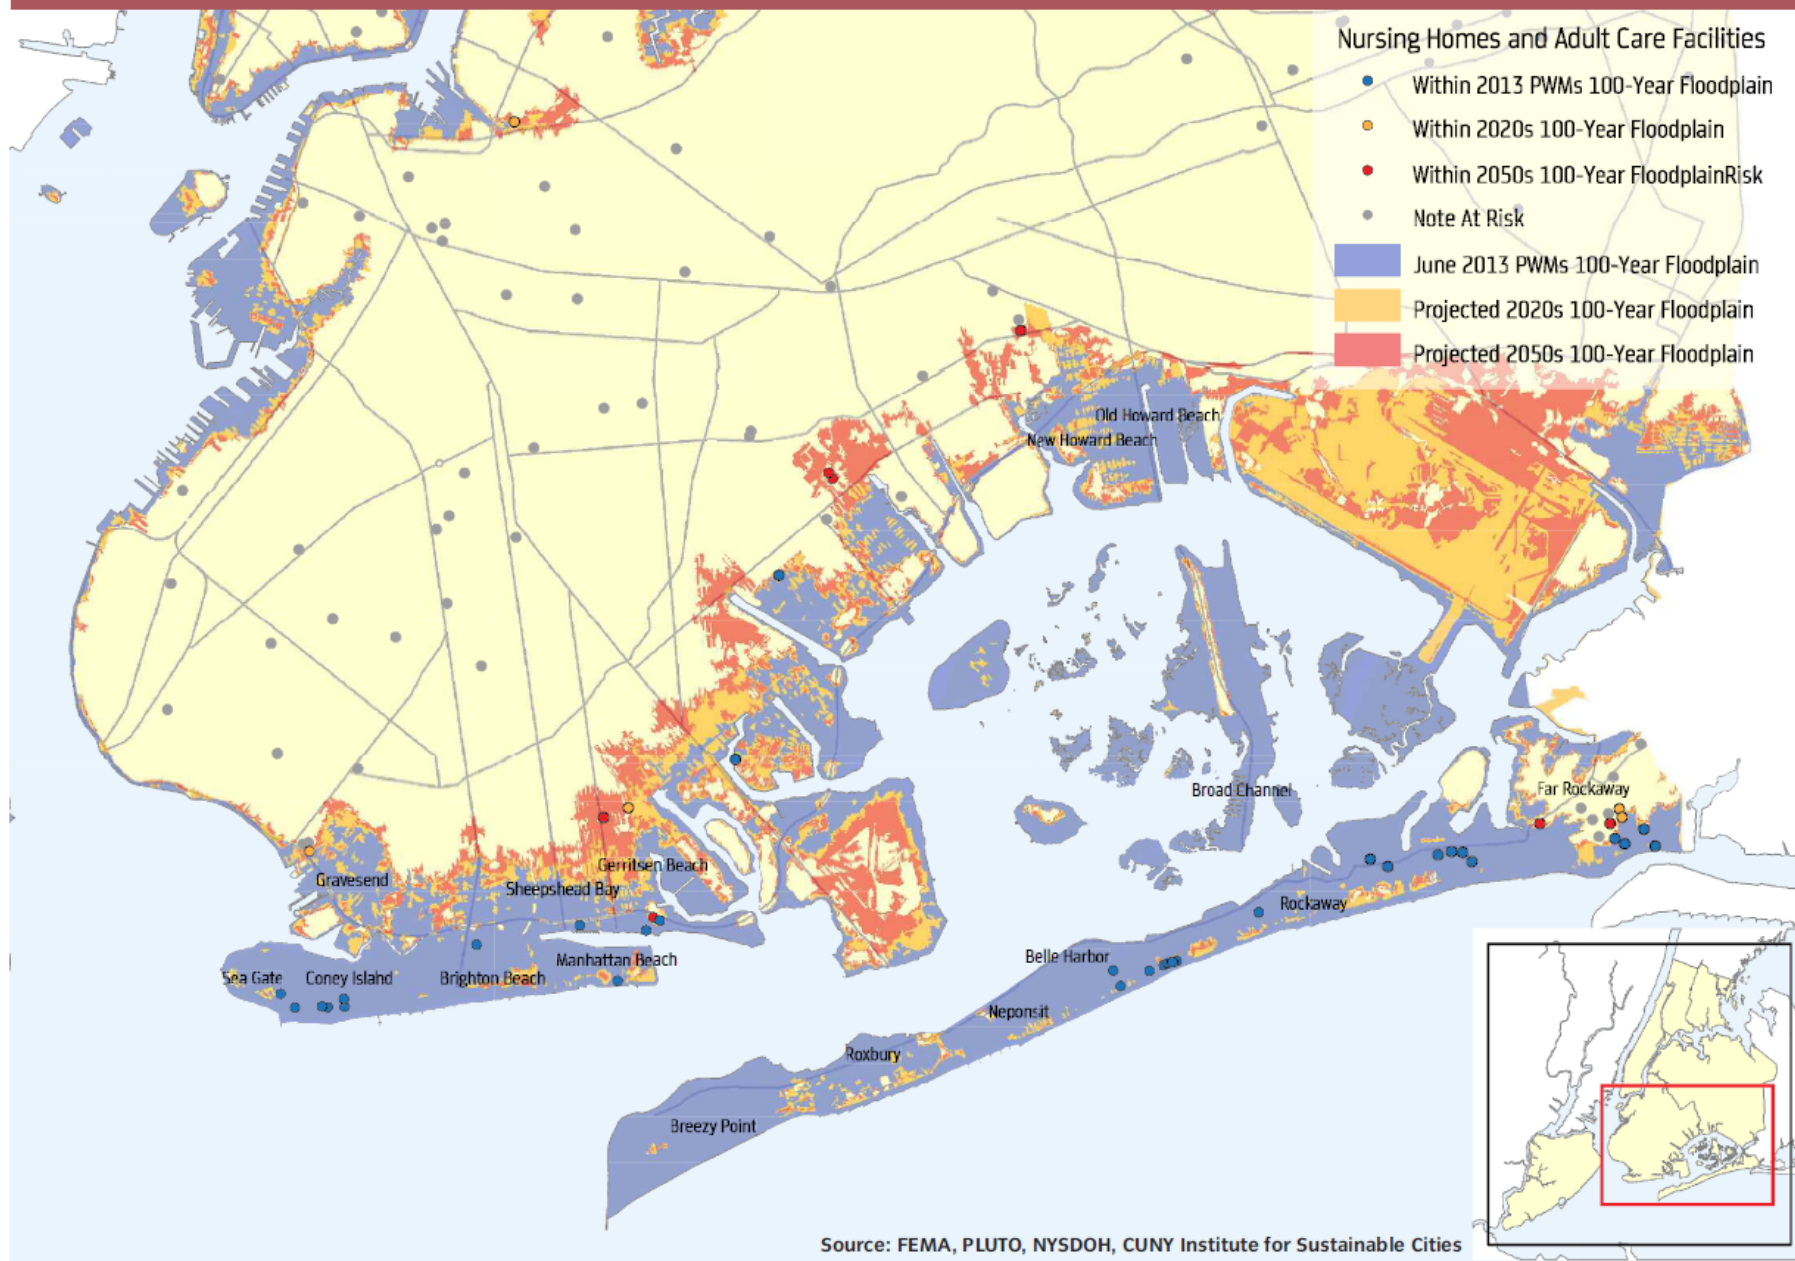 Nursing Homes and Adult Care Facilities
Within 2013 PWMs 100-Year Floodplain
Within 2020s 100-Year Floodplain
Within 2050s 100-Year FloodplainRisk
Note At Risk
June 2013 PWMs 100-Year Floodplain
Projected 2020s 100-Year Floodplain
Projected 2050s 100-Year Floodplain
Old Howard Beach
New Howard Beach
Broad Channel
Far Rockaway
Gerritsen Beach
Gravesend
Sheepshead Bay
Rockaway
Manhattan Beach
Belle Harbor
Sea Gate
Coney Island
Brighton Beach
Neponsit
Roxbury
Breezy Point
Source: FEMA, PLUTO, NYSDOH, CUNY Institute for Sustainable Cities